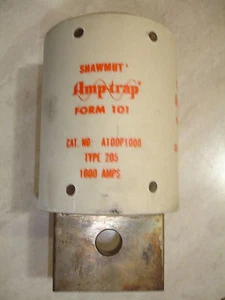 SHAWMUT
Amp-trap
FORM 101
CAT. NO. A100P1000
TYPE 205
1000 AMPS